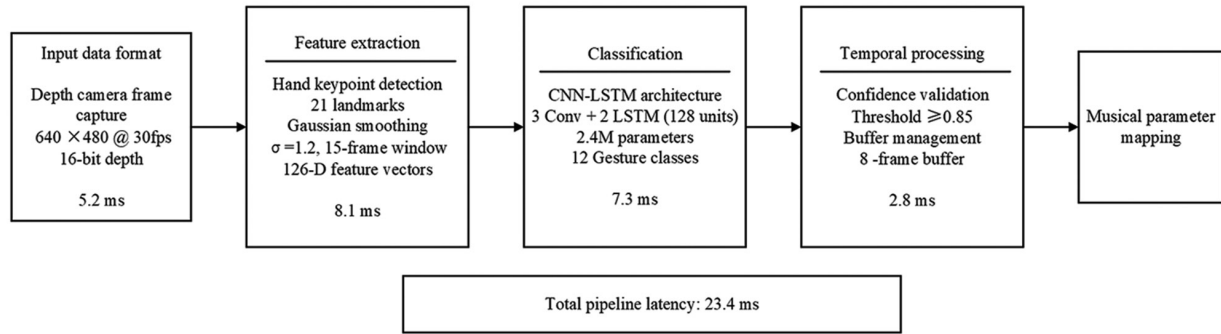 Input data format
Depth camera frame
capture
640 ×480 @ 30fps
16-bit depth
5.2 ms
Feature extraction
Hand keypoint detection
21 landmarks
Gaussian smoothing
σ=1.2, 15-frame window
126-D feature vectors
8.1 ms
Classification
CNN-LSTM architecture
3 Conv + 2 LSTM (128 units)
2.4M parameters
12 Gesture classes
7.3 ms
Temporal processing
Confidence validation
Threshold ≥0.85
Buffer management
8 -frame buffer
2.8 ms
Musical parameter
mapping
Total pipeline latency: 23.4 ms